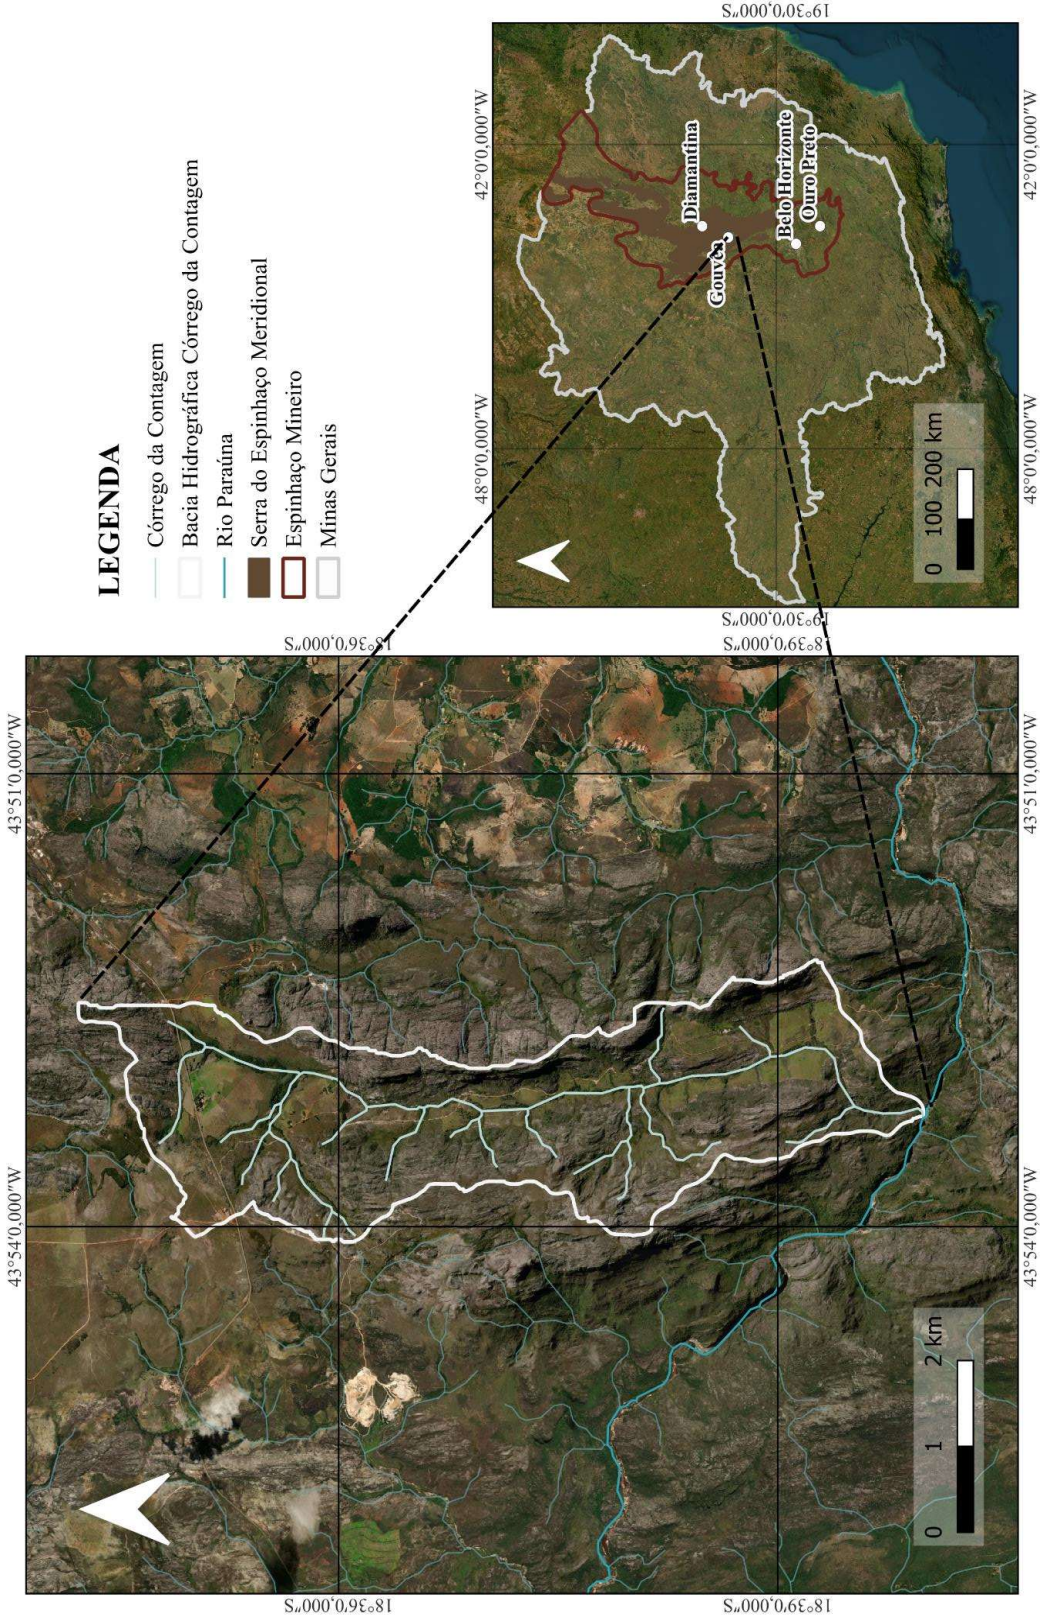 43°54'0,000"W
43°51'0,000"W
18°36'0,000"S
18°36'0,000"S
18°39'0,000"S
18°39'0,000"S
0 1 2 km
43°54'0,000"W
43°51'0,000"W
LEGENDA
Córrego da Contagem
Bacia Hidrográfica Córrego da Contagem
Rio Paraúna
Serra do Espinhaço Meridional
Espinhaço Mineiro
Minas Gerais
48°0'0,000"W
42°0'0,000"W
Diamantina
Gouvêa
Belo Horizonte
Ouro Preto
19°30'0,000"S
19°30'0,000"S
0 100 200 km
48°0'0,000"W
42°0'0,000"W